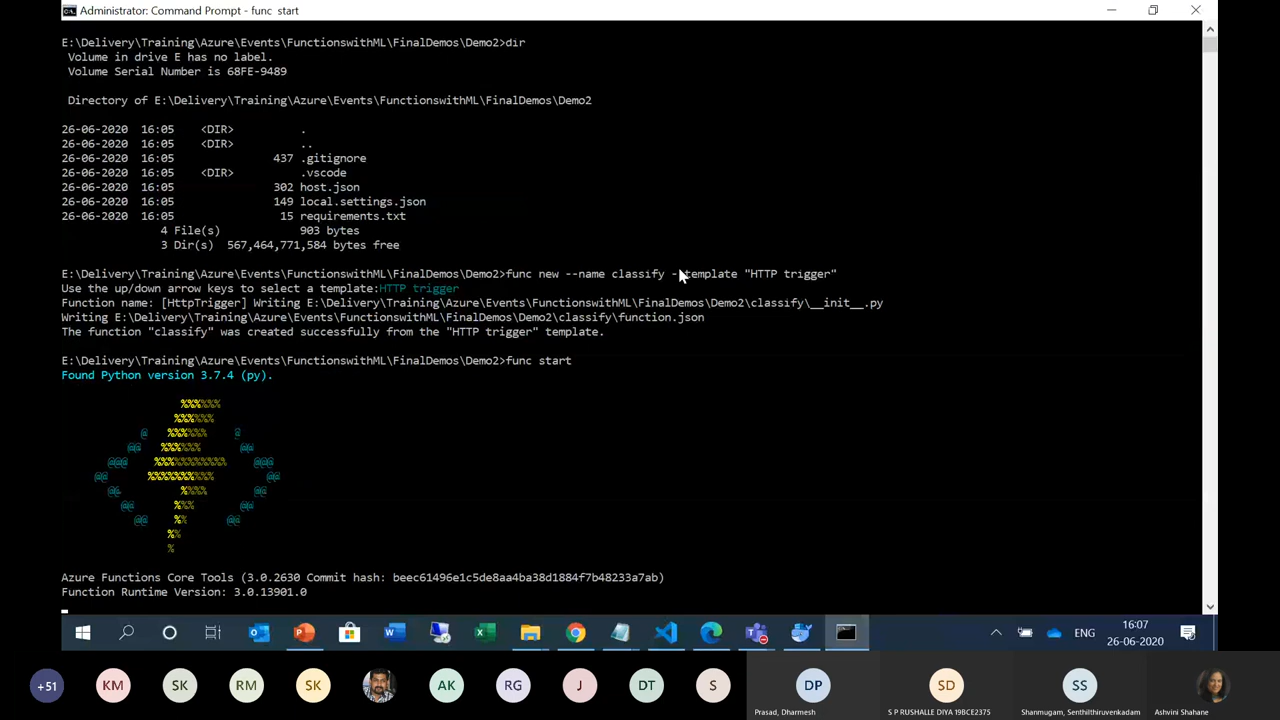 Administrator: Command Prompt - func start
E:\Delivery\Training\Azure\Events\FunctionswithML\FinalDemos\Demo2>dir
Volume in drive E has no label.
Volume Serial Number is 68FE-9489
Directory of E:\Delivery\Training\Azure\Events\FunctionswithML\FinalDemos\Demo2
26-06-2020 16:05 <DIR> .
26-06-2020 16:05 <DIR> ..
26-06-2020 16:05 437 .gitignore
26-06-2020 16:05 <DIR> .vscode
26-06-2020 16:05 302 host.json
26-06-2020 16:05 149 local.settings.json
26-06-2020 16:05 15 requirements.txt
4 File(s) 903 bytes
3 Dir(s) 567,464,771,584 bytes free
E:\Delivery\Training\Azure\Events\FunctionswithML\FinalDemos\Demo2>func new --name classify --template "HTTP trigger"
Use the up/down arrow keys to select a template:HTTP trigger
Function name: [HttpTrigger] Writing E:\Delivery\Training\Azure\Events\FunctionswithML\FinalDemos\Demo2\classify\__init__.py
Writing E:\Delivery\Training\Azure\Events\FunctionswithML\FinalDemos\Demo2\classify\function.json
The function "classify" was created successfully from the "HTTP trigger" template.
E:\Delivery\Training\Azure\Events\FunctionswithML\FinalDemos\Demo2>func start
Found Python version 3.7.4 (py).
%%%%%%
%%%%%%
@ %%%%%% @
@@ %%%%%% @@
@@@ %%%%%%%%%%% @@@
@@ %%%%%%%%%% @@
@@ %%%% @@
@@ %%% @@
@@ %% @@
%%
%
Azure Functions Core Tools (3.0.2630 Commit hash: beec61496e1c5de8aa4ba38d1884f7b48233a7ab)
Function Runtime Version: 3.0.13901.0
ENG
16:07
26-06-2020
+51 KM SK RM SK AK RG J DT S DP SD SS
Prasad, Dharmesh
S P RUSHALLE DIYA 19BCE2375
Shanmugam, Senthilthiruvenkadam
Ashvini Shahane